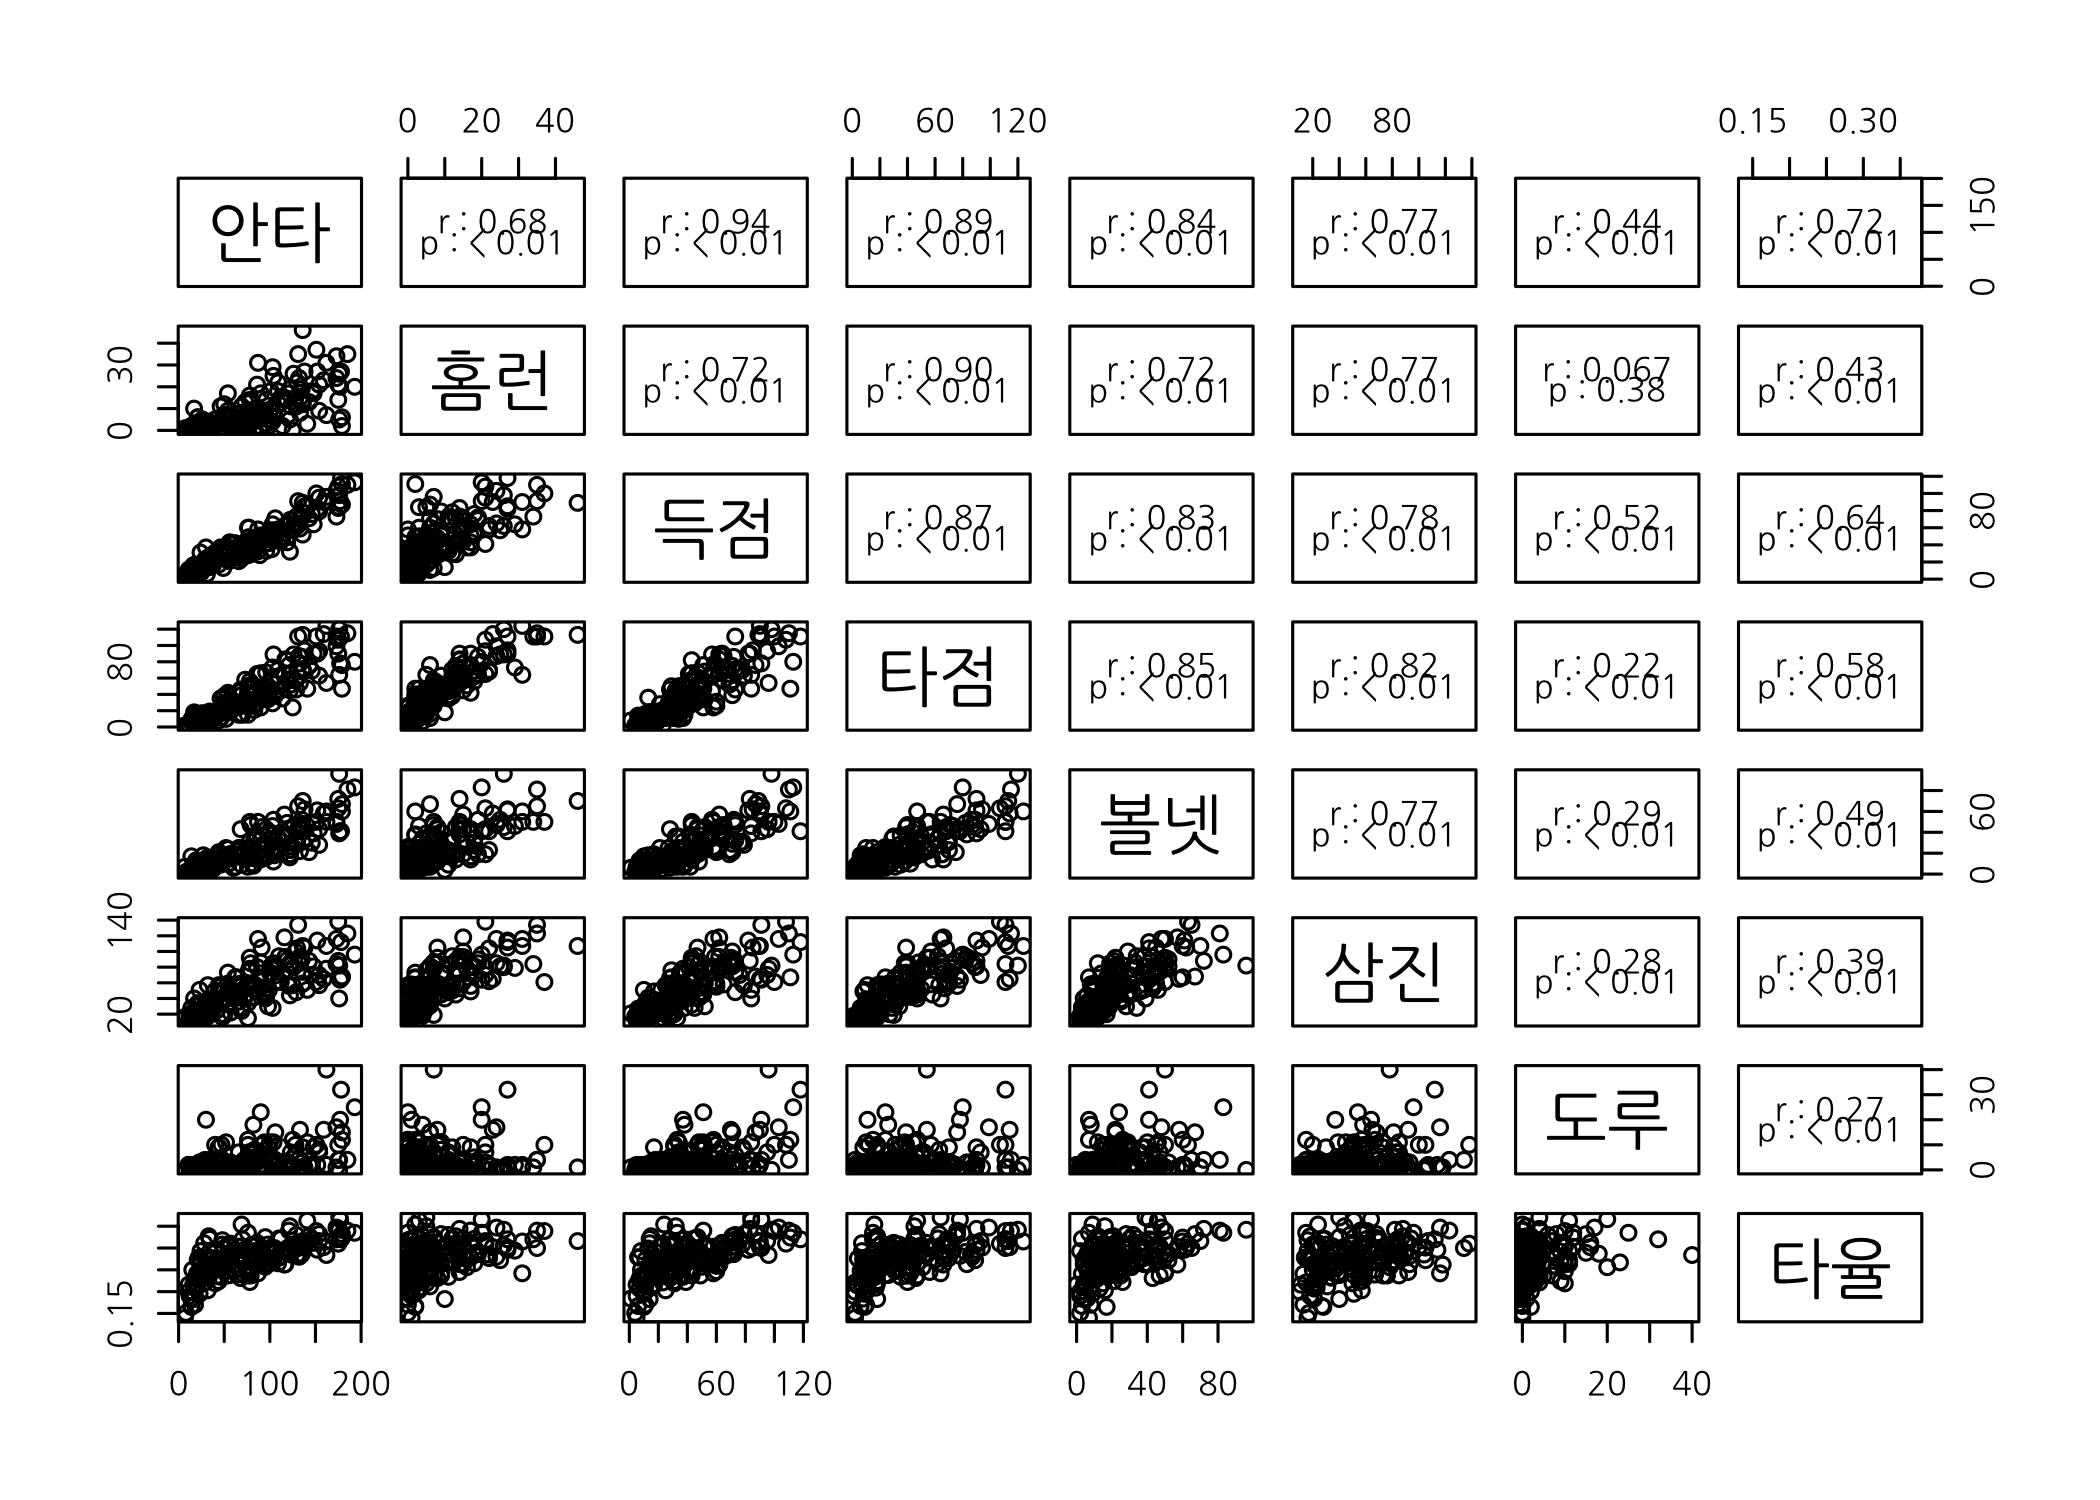 0 20 40 0 60 120 20 80 0.15 0.30
안타 r : 0.68 r : 0.94 r : 0.89 r : 0.84 r : 0.77 r : 0.44 r : 0.72 150
p : < 0.01 p : < 0.01 p : < 0.01 p : < 0.01 p : < 0.01 p : < 0.01 p : < 0.01 0
30 홈런 r : 0.72 r : 0.90 r : 0.72 r : 0.77 r : 0.067 r : 0.43
0 p : < 0.01 p : < 0.01 p : < 0.01 p : < 0.01 p : 0.38 p : < 0.01
득점 r : 0.87 r : 0.83 r : 0.78 r : 0.52 r : 0.64 80
p : < 0.01 p : < 0.01 p : < 0.01 p : < 0.01 p : < 0.01 0
80 타점 r : 0.85 r : 0.82 r : 0.22 r : 0.58
0 p : < 0.01 p : < 0.01 p : < 0.01 p : < 0.01
볼넷 r : 0.77 r : 0.29 r : 0.49 60
p : < 0.01 p : < 0.01 p : < 0.01 0
140 삼진 r : 0.28 r : 0.39
20 p : < 0.01 p : < 0.01
도루 r : 0.27 30
p : < 0.01 0
0.15 타율
0 100 200 0 60 120 0 40 80 0 20 40